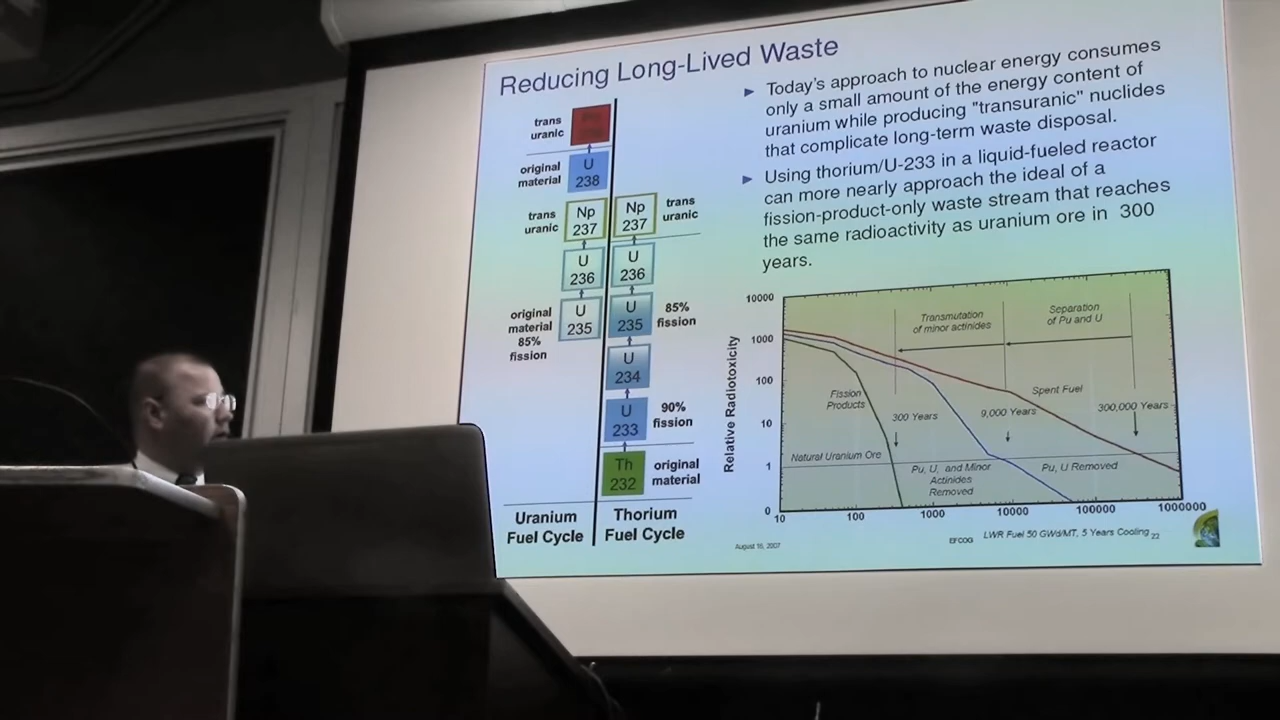 Reducing Long-Lived Waste
► Today's approach to nuclear energy consumes
only a small amount of the energy content of
uranium while producing "transuranic" nuclides
that complicate long-term waste disposal.
► Using thorium/U-233 in a liquid-fueled reactor
can more nearly approach the ideal of a
fission-product-only waste stream that reaches
the same radioactivity as uranium ore in 300
years.
trans
uranic
original
material
U
238
trans
uranic
Np
237
Np
237
trans
uranic
U
236
U
236
original
material
85%
fission
U
235
U
235
85%
fission
U
234
U
233
90%
fission
Th
232
original
material
Uranium
Fuel Cycle
Thorium
Fuel Cycle
Relative Radiotoxicity
10000
1000
100
10
1
0
10
100
1000
10000
100000
1000000
Transmutation
of minor actinides
Separation
of Pu and U
Fission
Products
Spent Fuel
300 Years
9,000 Years
300,000 Years
Natural Uranium Ore
Pu, U, and Minor
Actinides
Removed
Pu, U Removed
August 16, 2007
EFCOG
LWR Fuel 50 GWd/MT, 5 Years Cooling
22